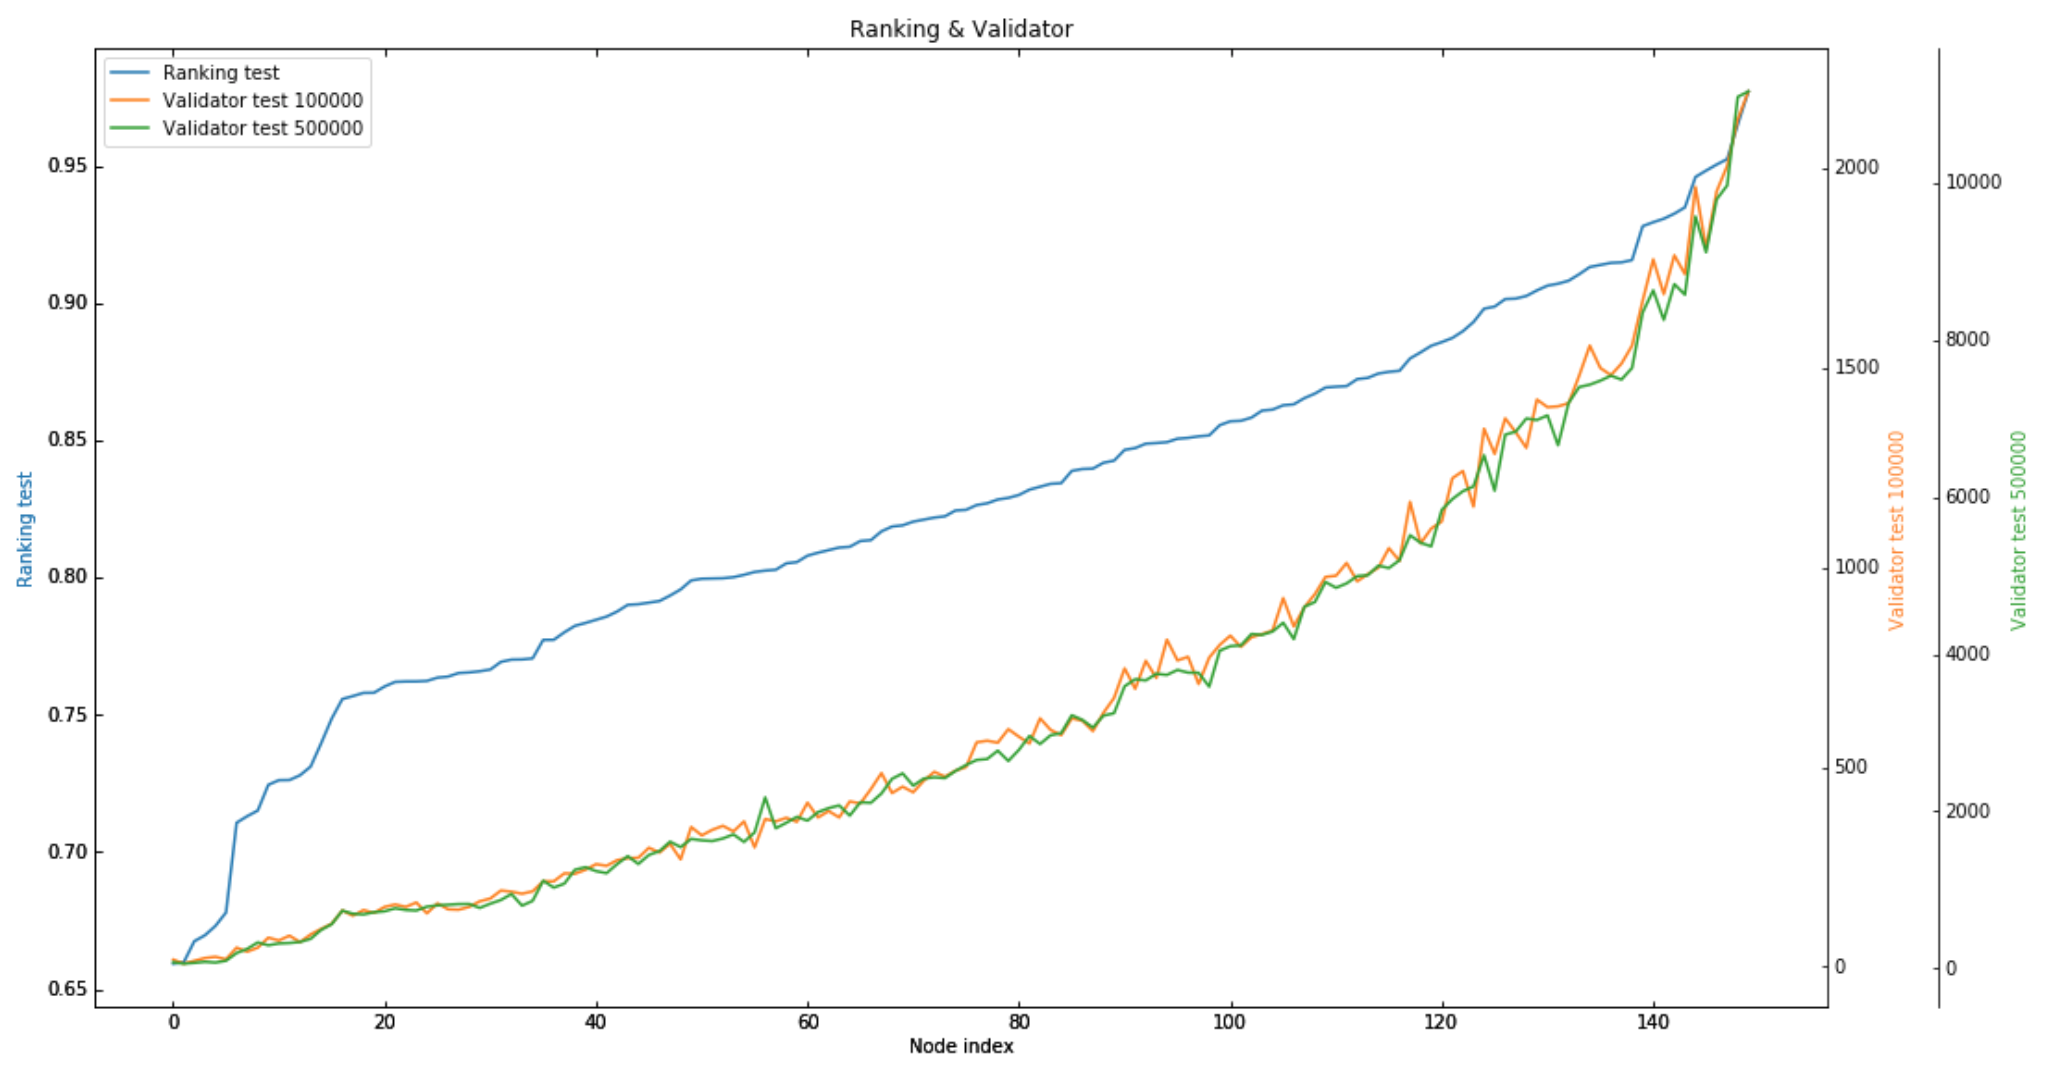 Ranking & Validator
Ranking test
Validator test 100000
Validator test 500000
0.95
0.90
0.85
0.80
0.75
0.70
0.65
Ranking test
2000
1500
1000
500
0
Validator test 100000
10000
8000
6000
4000
2000
0
Validator test 500000
0 20 40 60 80 100 120 140
Node index